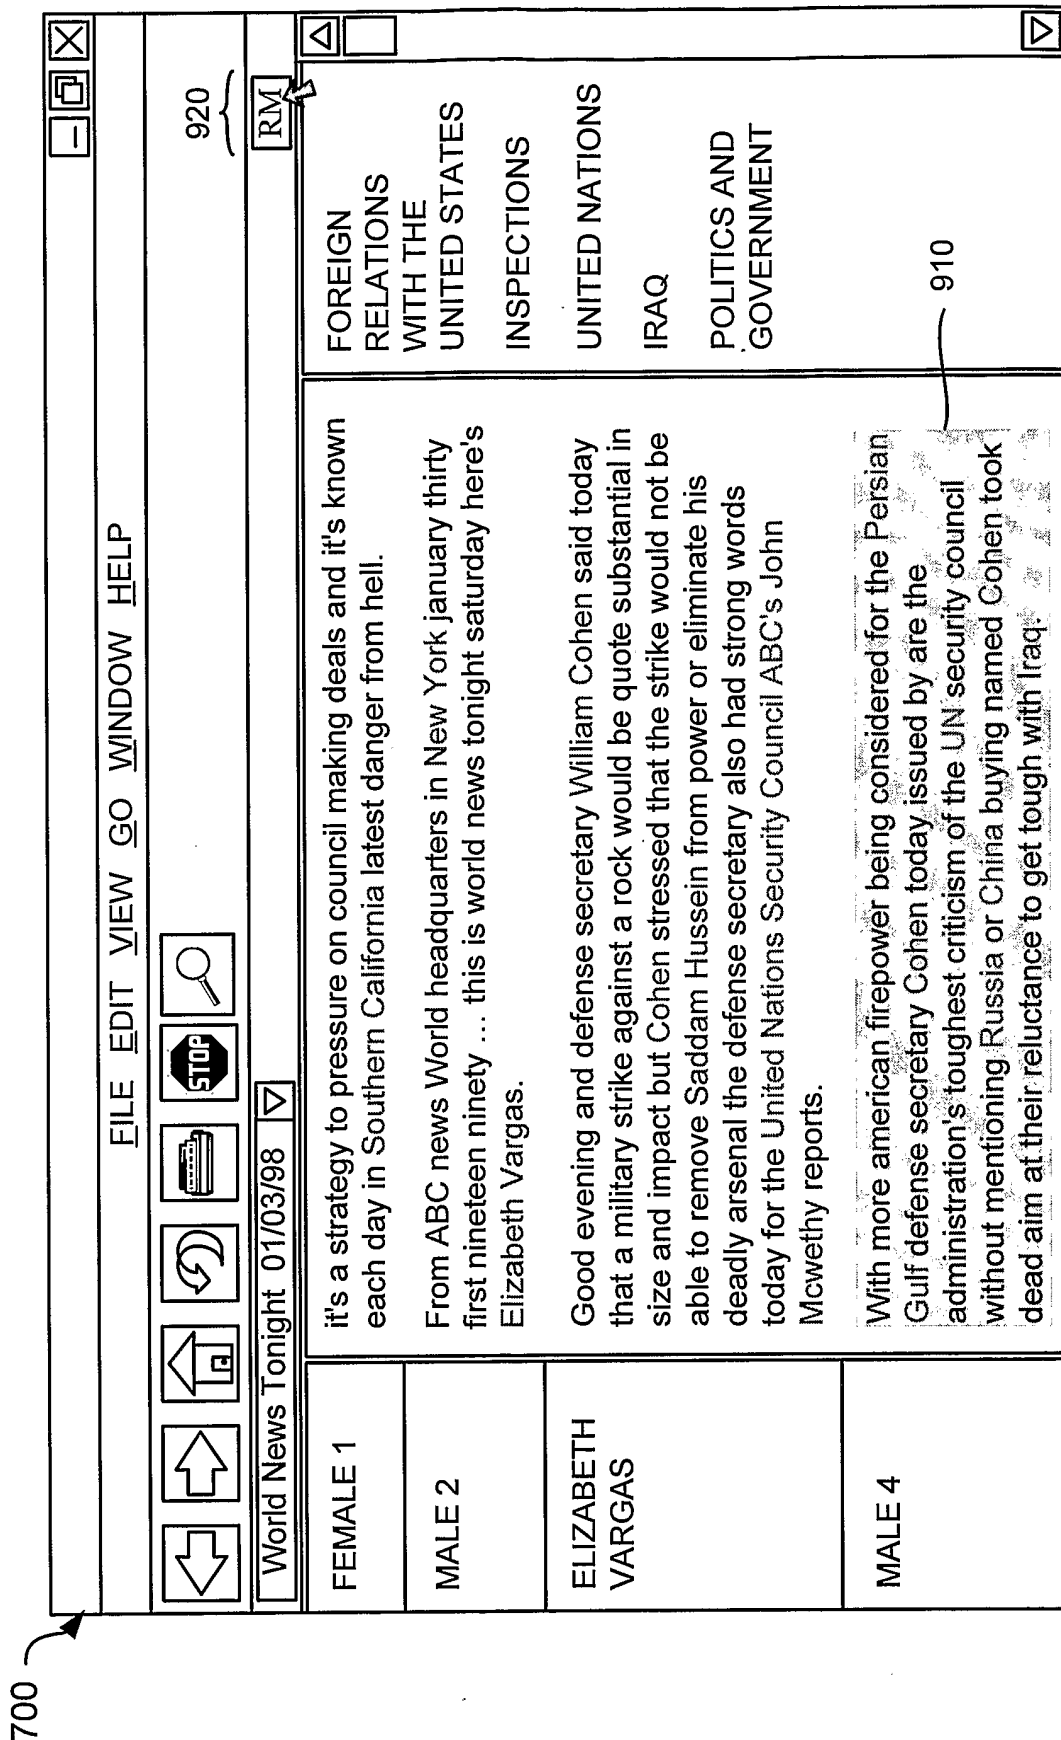 700
FILE EDIT VIEW GO WINDOW HELP
STOP
920
World News Tonight 01/03/98
RM
FEMALE 1
it's a strategy to pressure on council making deals and it's known
each day in Southern California latest danger from hell.
MALE 2
From ABC news World headquarters in New York january thirty
first nineteen ninety ... this is world news tonight saturday here's
Elizabeth Vargas.
ELIZABETH
VARGAS
Good evening and defense secretary William Cohen said today
that a military strike against a rock would be quote substantial in
size and impact but Cohen stressed that the strike would not be
able to remove Saddam Hussein from power or eliminate his
deadly arsenal the defense secretary also had strong words
today for the United Nations Security Council ABC's John
Mcwethy reports.
MALE 4
With more american firepower being considered for the Persian
Gulf defense secretary Cohen today issued by are the
administration's toughest criticism of the UN security council
without mentioning Russia or China buying named Cohen took
dead aim at their reluctance to get tough with Iraq.
FOREIGN
RELATIONS
WITH THE
UNITED STATES
INSPECTIONS
UNITED NATIONS
IRAQ
POLITICS AND
GOVERNMENT
910